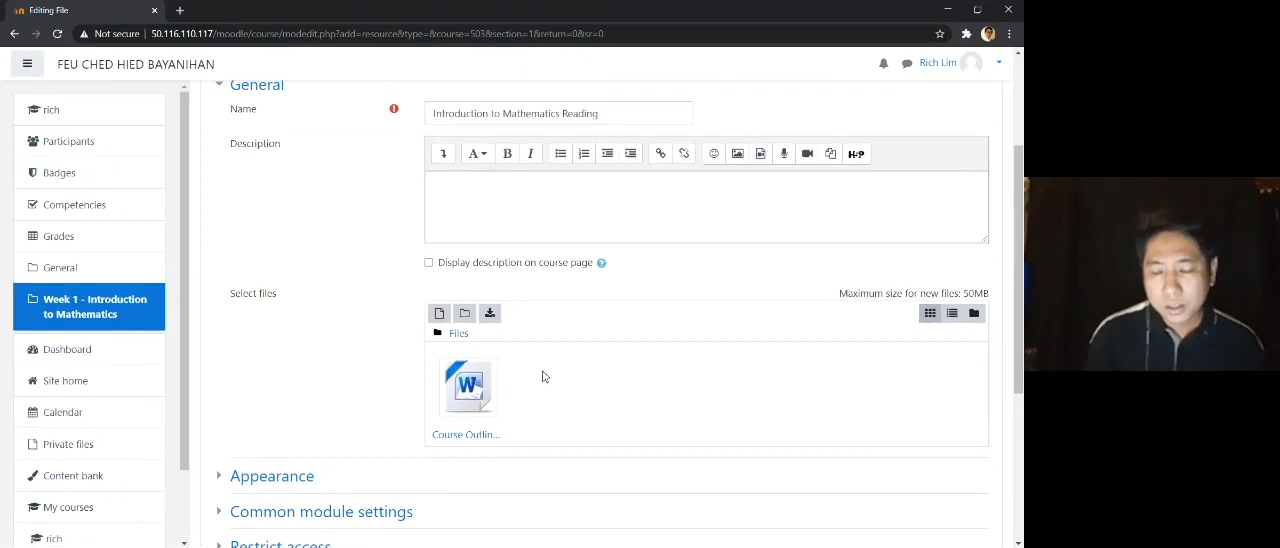 Editing File
Not secure
50.116.110.117/moodle/course/modedit.php?add=resource&type=&course=503&section=1&return=0&sr=0
FEU CHED HIED BAYANIHAN
Rich Lim
rich
Participants
Badges
Competencies
Grades
General
Week 1 - Introduction
to Mathematics
Dashboard
Site home
Calendar
Private files
Content bank
My courses
rich
General
Name
Introduction to Mathematics Reading
Description
A
B
I
H-P
Display description on course page
Select files
Maximum size for new files: 50MB
Files
W
Course Outlin...
Appearance
Common module settings
Restrict access